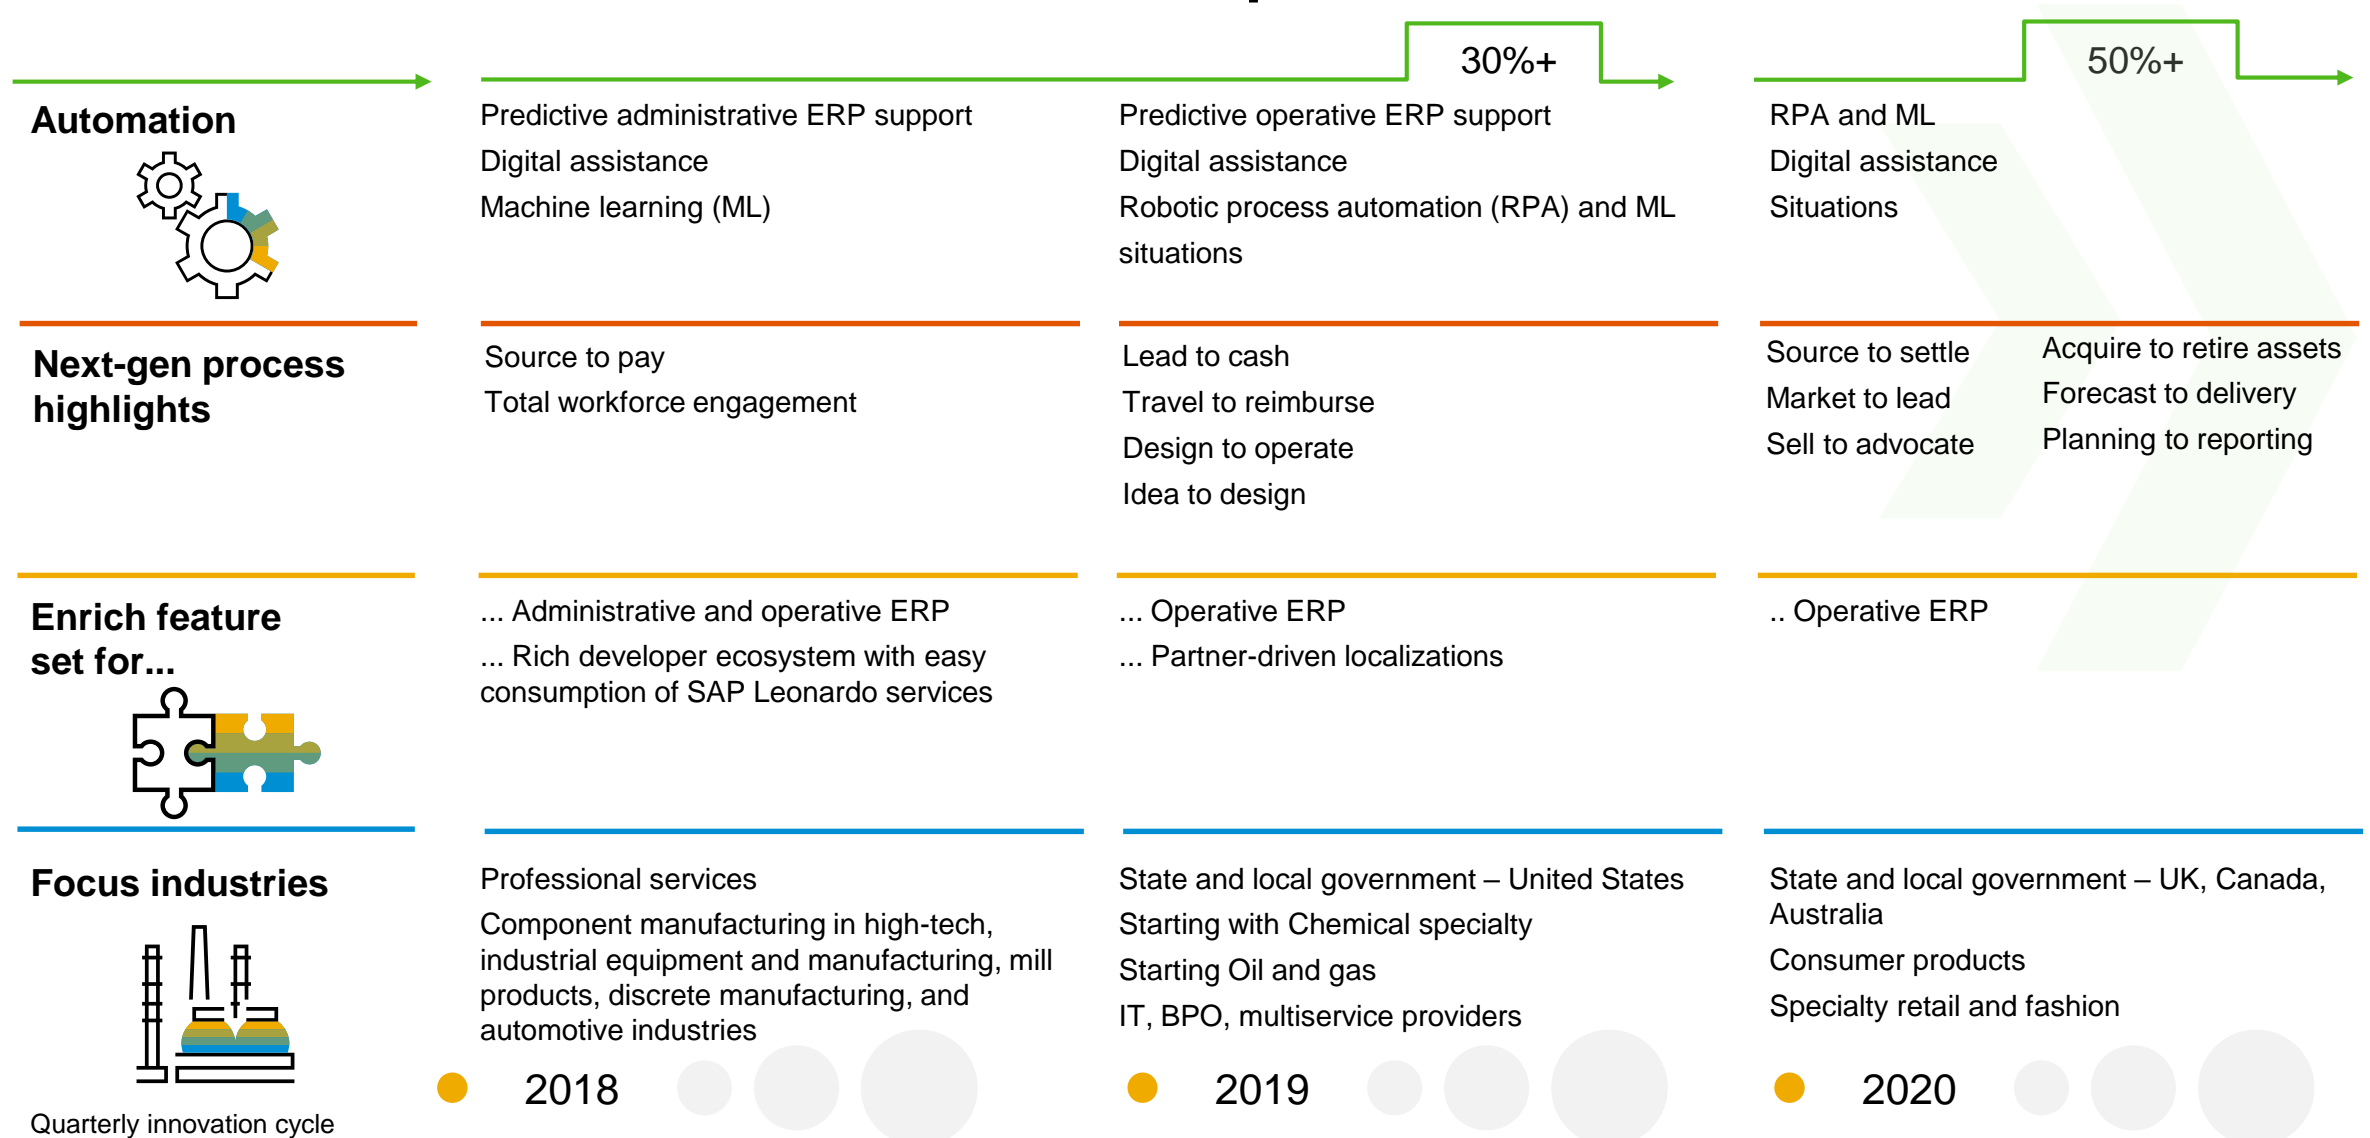 30%+
50%+
Automation
Predictive administrative ERP support
Digital assistance
Machine learning (ML)
Predictive operative ERP support
Digital assistance
Robotic process automation (RPA) and ML
situations
RPA and ML
Digital assistance
Situations
Next-gen process
highlights
Source to pay
Total workforce engagement
Lead to cash
Travel to reimburse
Design to operate
Idea to design
Source to settle
Market to lead
Sell to advocate
Acquire to retire assets
Forecast to delivery
Planning to reporting
Enrich feature
set for...
... Administrative and operative ERP
... Rich developer ecosystem with easy
consumption of SAP Leonardo services
... Operative ERP
... Partner-driven localizations
.. Operative ERP
Focus industries
Professional services
Component manufacturing in high-tech,
industrial equipment and manufacturing, mill
products, discrete manufacturing, and
automotive industries
State and local government – United States
Starting with Chemical specialty
Starting Oil and gas
IT, BPO, multiservice providers
State and local government – UK, Canada,
Australia
Consumer products
Specialty retail and fashion
2018
2019
2020
Quarterly innovation cycle